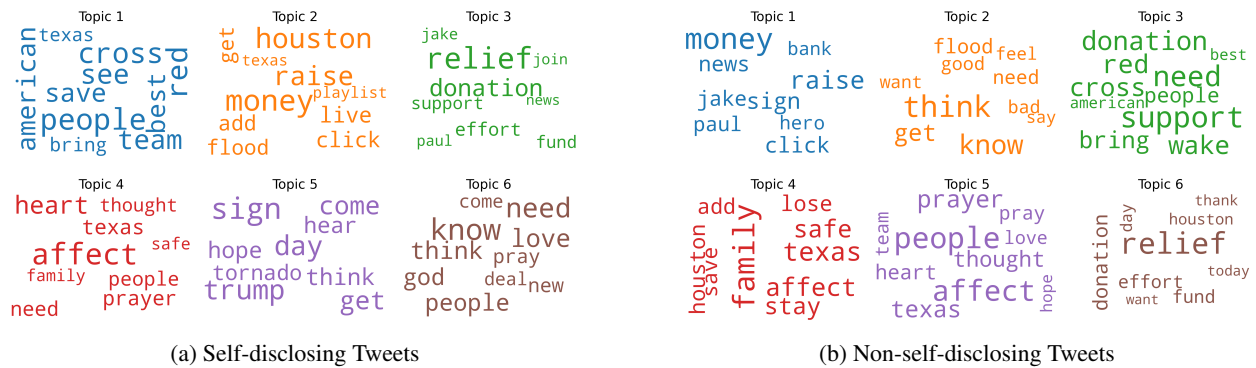 Topic 1
texas
american
cross
red
see
save
best
people
bring
team
Topic 2
get
houston
texas
raise
money
playlist
add
live
flood
click
Topic 3
jake
relief
join
donation
support
news
effort
paul
fund
Topic 4
heart
thought
texas
affect
safe
family
people
prayer
need
Topic 5
sign
come
hear
hope
day
tornado
think
trump
get
Topic 6
come
need
know
love
think
pray
god
deal
new
people
(a) Self-disclosing Tweets
Topic 1
money
bank
news
raise
jake
sign
paul
hero
click
Topic 2
flood
feel
good
want
need
think
bad
say
get
know
Topic 3
donation
best
red
need
cross
people
american
support
bring
wake
Topic 4
add
lose
family
safe
houston
save
texas
affect
stay
Topic 5
prayer
pray
team
people
love
thought
heart
affect
hope
texas
Topic 6
thank
day
houston
relief
donation
today
effort
want
fund
(b) Non-self-disclosing Tweets